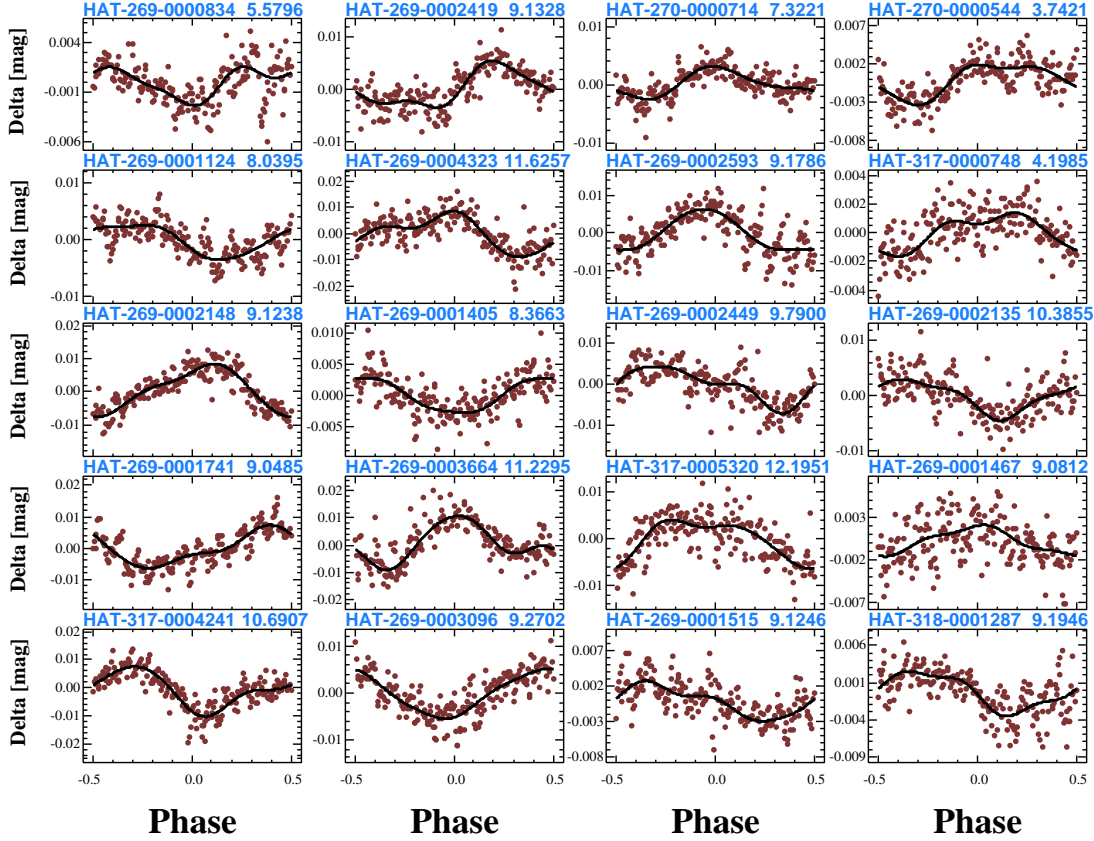 HAT-269-0000834 5.5796 HAT-269-0002419 9.1328 HAT-270-0000714 7.3221 HAT-270-0000544 3.7421
Delta [mag]
0.004 -0.001 -0.006
0.01 0.00 -0.01
0.01 0.00 -0.01
0.007 0.002 -0.003 -0.008
HAT-269-0001124 8.0395 HAT-269-0004323 11.6257 HAT-269-0002593 9.1786 HAT-317-0000748 4.1985
Delta [mag]
0.01 0.00 -0.01
0.02 0.01 0.00 -0.01 -0.02
0.01 0.00 -0.01
0.004 0.002 0.000 -0.002 -0.004
HAT-269-0002148 9.1238 HAT-269-0001405 8.3663 HAT-269-0002449 9.7900 HAT-269-0002135 10.3855
Delta [mag]
0.02 0.01 0.00 -0.01
0.010 0.005 0.000 -0.005
0.01 0.00 -0.01
0.01 0.00 -0.01
HAT-269-0001741 9.0485 HAT-269-0003664 11.2295 HAT-317-0005320 12.1951 HAT-269-0001467 9.0812
Delta [mag]
0.02 0.01 0.00 -0.01
0.02 0.01 0.00 -0.01
0.01 0.00 -0.01
0.003 -0.002 -0.007
HAT-317-0004241 10.6907 HAT-269-0003096 9.2702 HAT-269-0001515 9.1246 HAT-318-0001287 9.1946
Delta [mag]
0.02 0.01 0.00 -0.01 -0.02
0.01 0.00 -0.01
0.007 0.002 -0.003 -0.008
0.006 0.001 -0.004 -0.009
-0.5 0.0 0.5 -0.5 0.0 0.5 -0.5 0.0 0.5 -0.5 0.0 0.5
Phase Phase Phase Phase